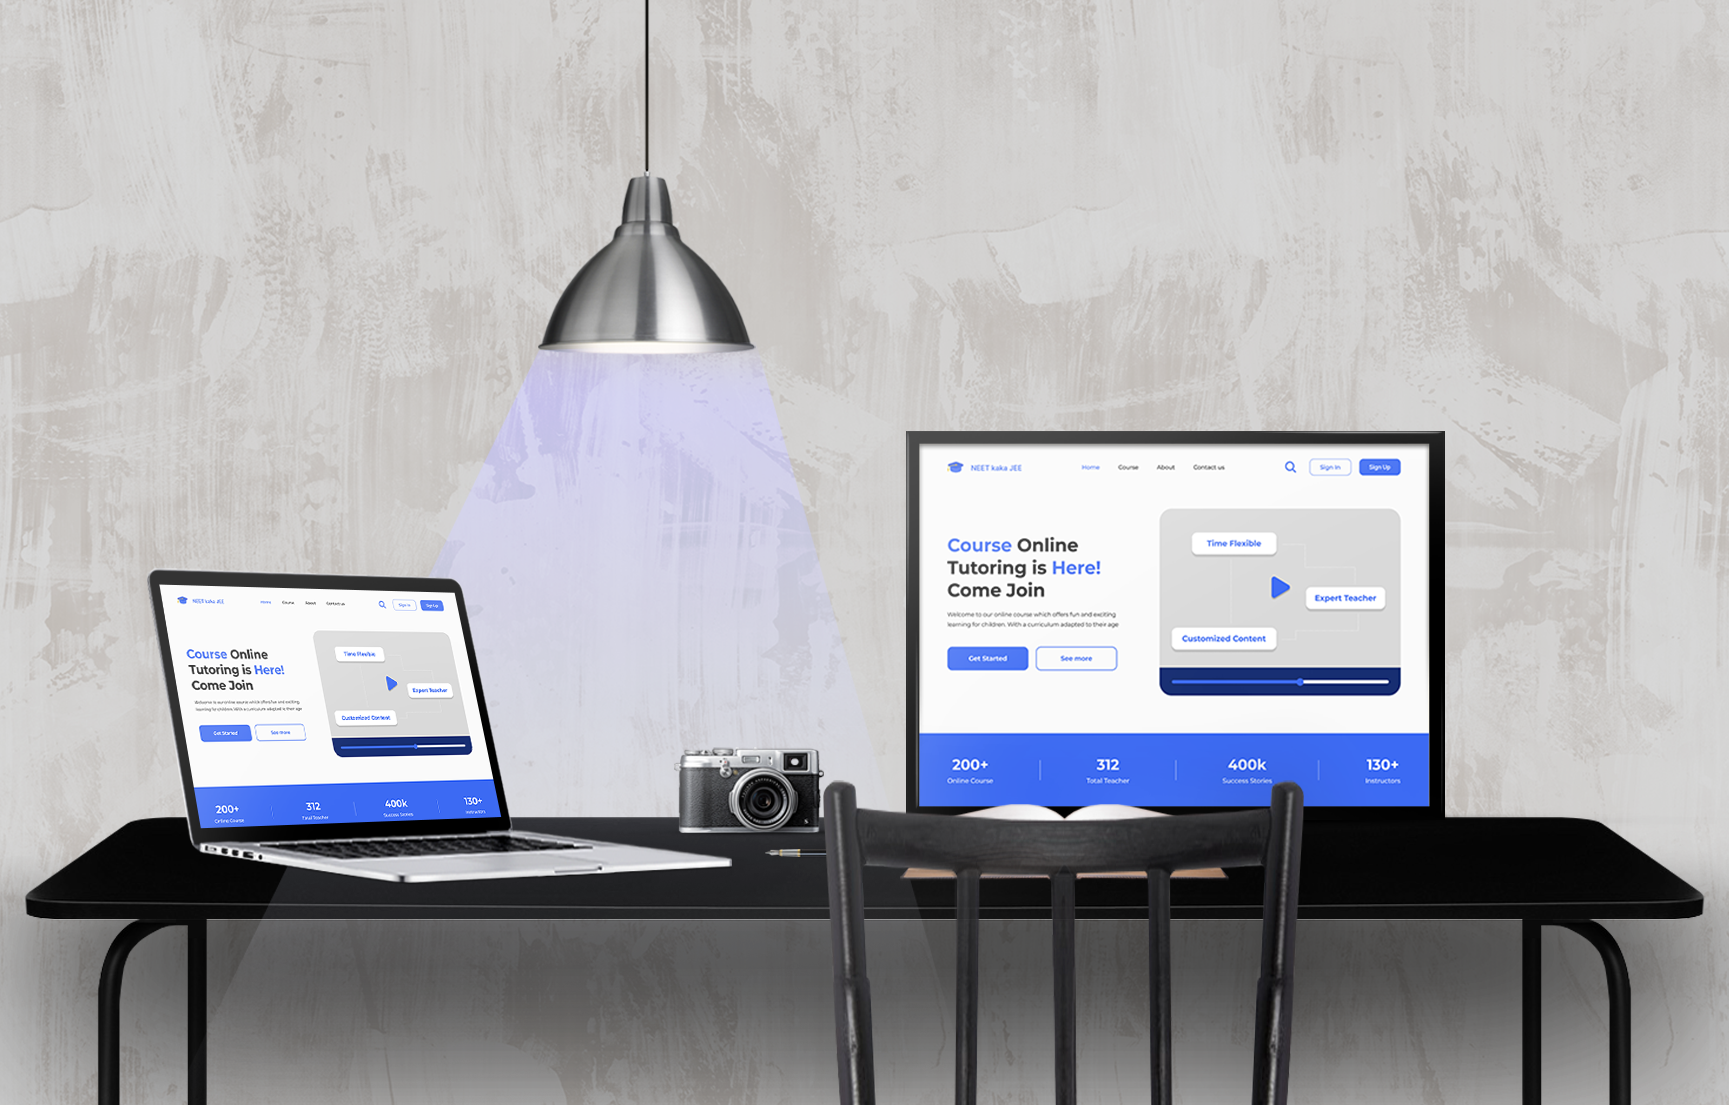 NEET kaka JEE
Home Course About Contact us
Sign in Sign Up
Course Online
Tutoring is Here!
Come Join
Welcome to our online course which offers fun and exciting
learning for children. With a curriculum adapted to their age
Get Started See more
Time Flexible
Expert Teacher
Customized Content
200+ 312 400k 130+
Online Course Total Teacher Success Stories Instructors
NEET kaka JEE
Home Course About Contact us
Sign in Sign Up
Course Online
Tutoring is Here!
Come Join
Welcome to our online course which offers fun and exciting
learning for children. With a curriculum adapted to their age
Get Started See more
Time Flexible
Expert Teacher
Customized Content
200+ 312 400k 130+
Online Course Total Teacher Success Stories Instructors